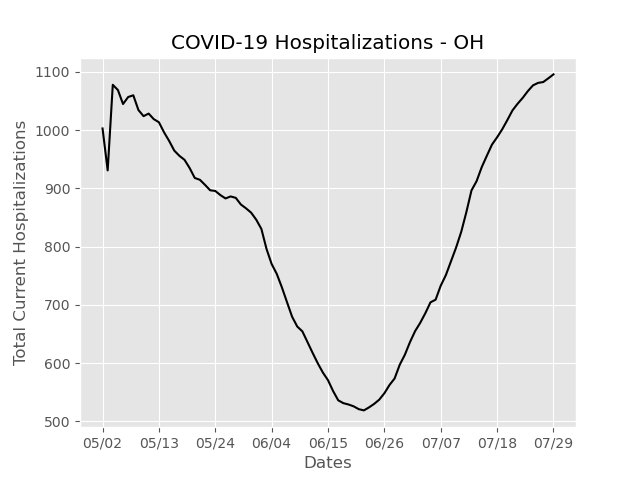 COVID-19 Hospitalizations - OH
1100
1000
900
800
700
600
500
Total Current Hospitalizations
05/02 05/13 05/24 06/04 06/15 06/26 07/07 07/18 07/29
Dates